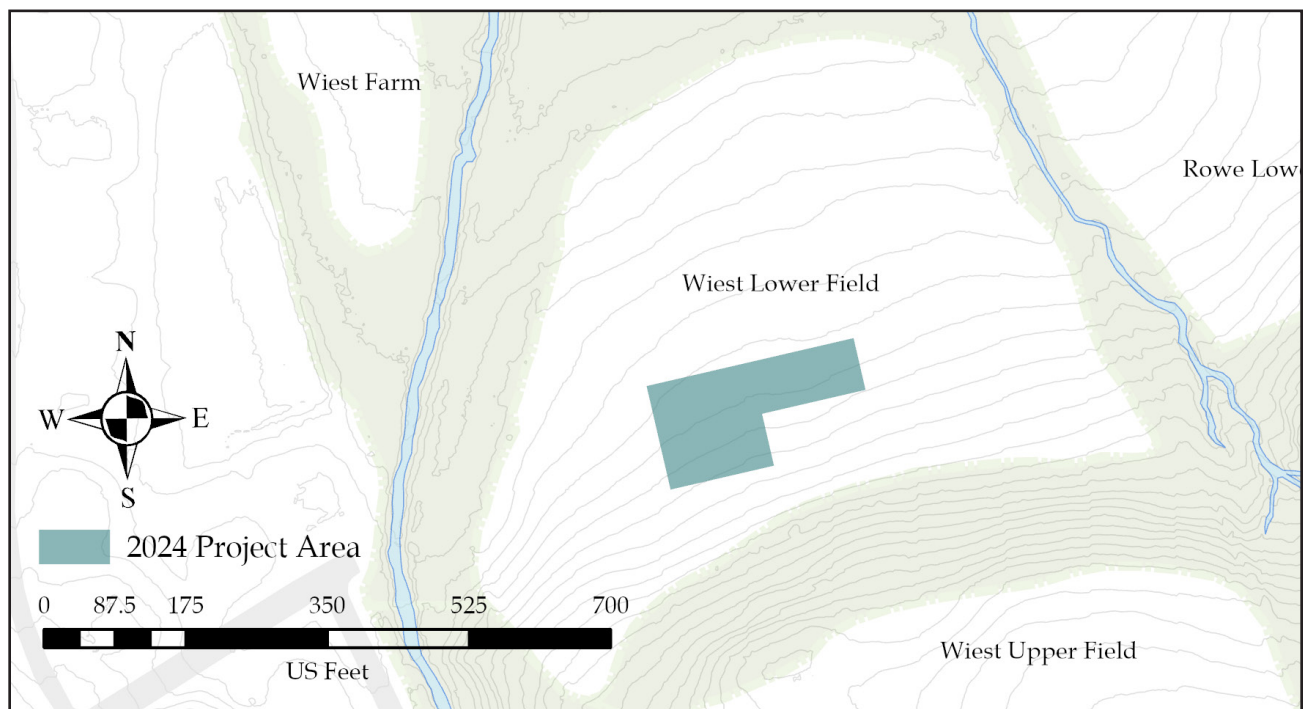 Wiest Farm
Rowe Lowe
Wiest Lower Field
N
W E
S
2024 Project Area
0 87.5 175 350 525 700
US Feet
Wiest Upper Field